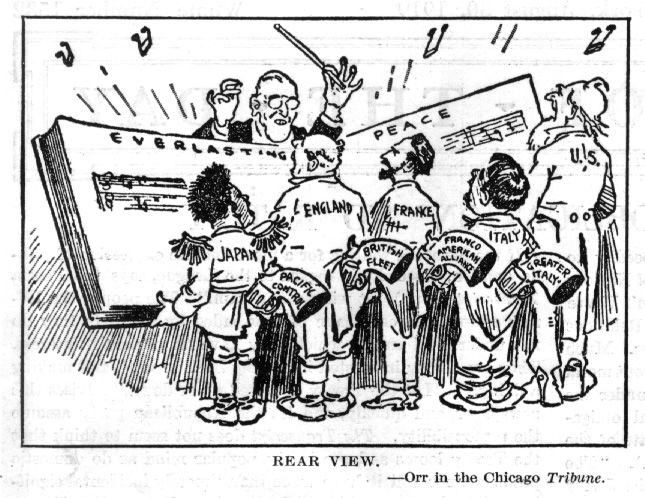 EVERLASTING
PEACE
U.S.
ENGLAND
FRANCE
ITALY
JAPAN
PACIFIC
CONTROL
BRITISH
FLEET
FRANCO
AMERICAN
ALLIANCE
GREATER
ITALY
REAR VIEW.
—Orr in the Chicago Tribune.